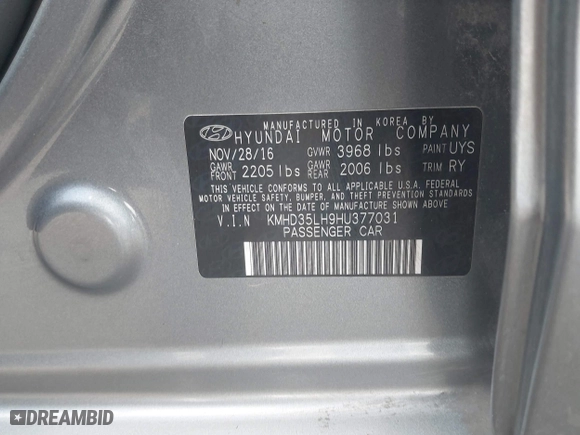 MANUFACTURED IN KOREA BY
HYUNDAI MOTOR COMPANY
NOV/28/16 GVWR 3968 lbs PAINT UYS
GAWR FRONT 2205 lbs GAWR REAR 2006 lbs TRIM RY
THIS VEHICLE CONFORMS TO ALL APPLICABLE U.S.A. FEDERAL
MOTOR VEHICLE SAFETY, BUMPER, AND THEFT PREVENTION STANDARDS
IN EFFECT ON THE DATE OF MANUFACTURE SHOWN ABOVE.
V.I.N KMHD35LH9HU377031
PASSENGER CAR
DREAMBID